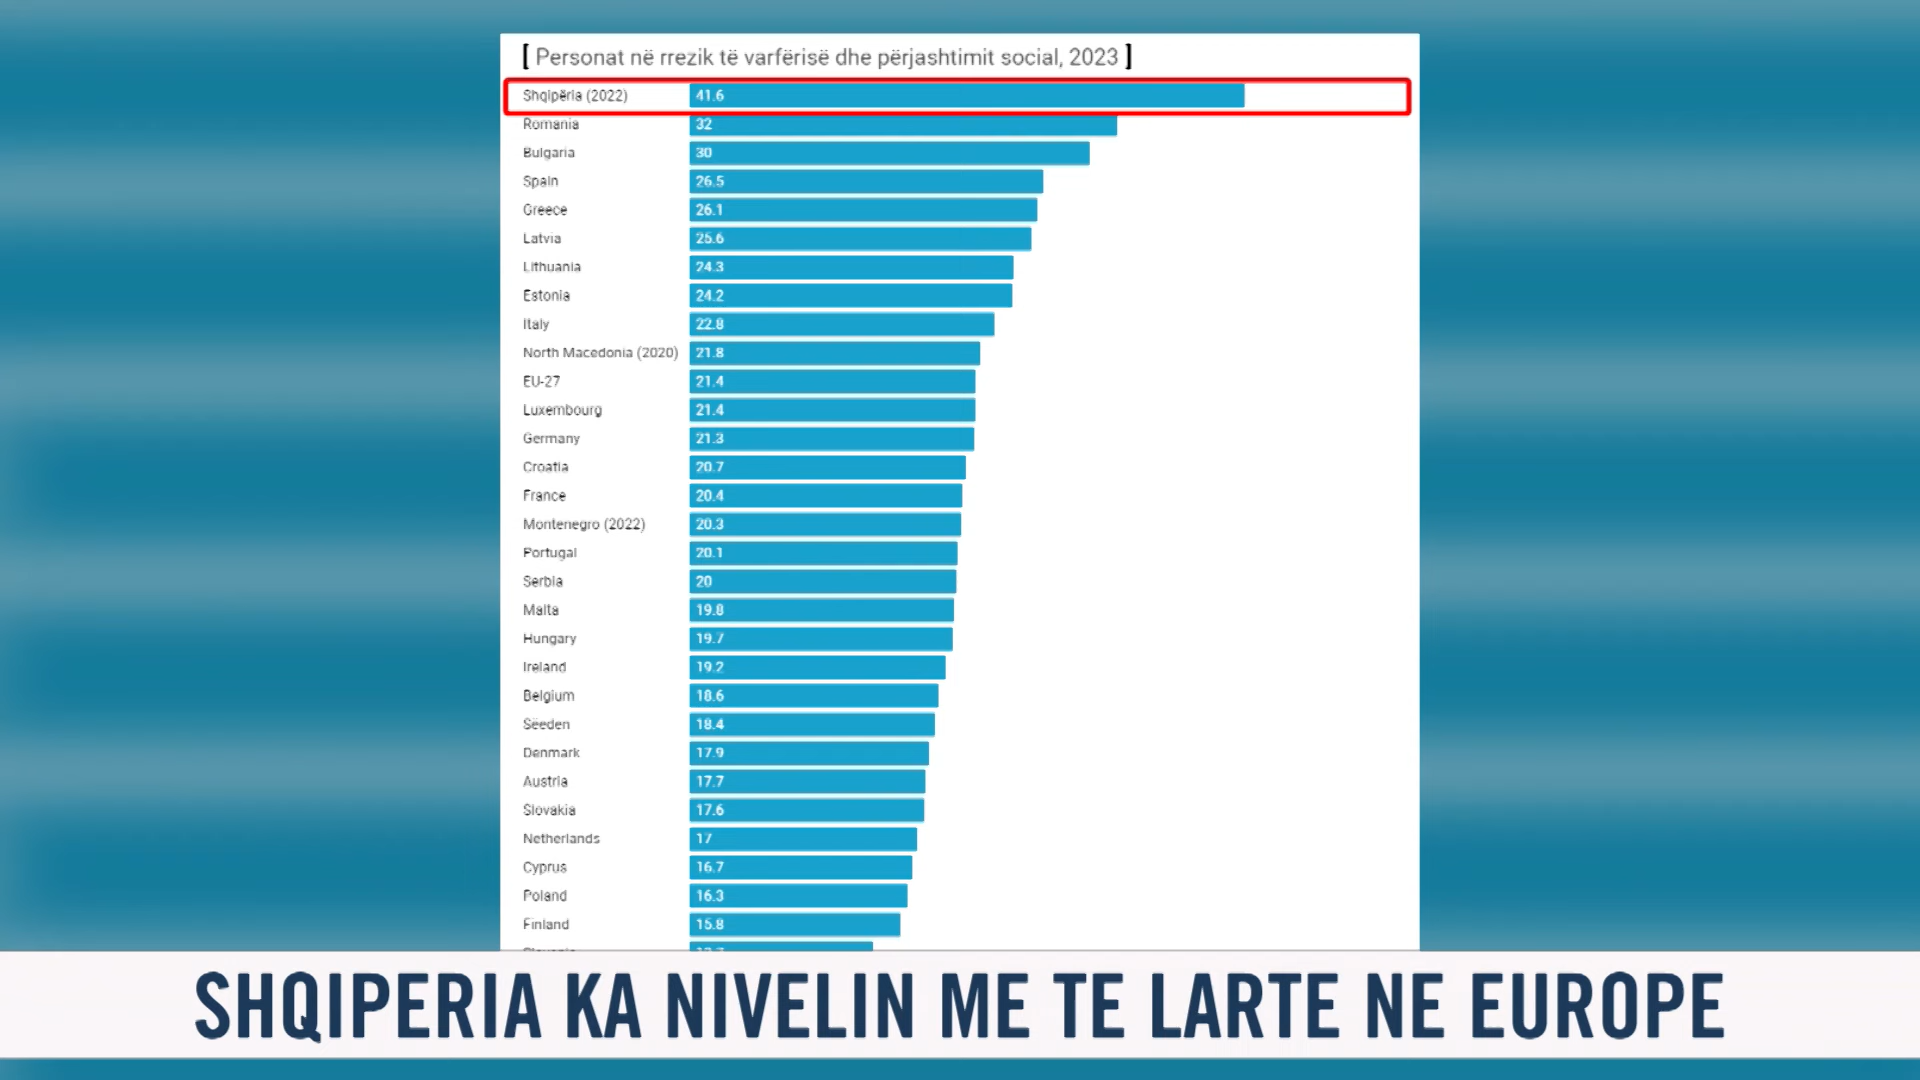 [ Personat në rrezik të varfërisë dhe përjashtimit social, 2023 ]
Shqipëria (2022) 41.6
Romania 32
Bulgaria 30
Spain 26.5
Greece 26.1
Latvia 25.6
Lithuania 24.3
Estonia 24.2
Italy 22.8
North Macedonia (2020) 21.8
EU-27 21.4
Luxembourg 21.4
Germany 21.3
Croatia 20.7
France 20.4
Montenegro (2022) 20.3
Portugal 20.1
Serbia 20
Malta 19.8
Hungary 19.7
Ireland 19.2
Belgium 18.6
Sëeden 18.4
Denmark 17.9
Austria 17.7
Slovakia 17.6
Netherlands 17
Cyprus 16.7
Poland 16.3
Finland 15.8
SHQIPERIA KA NIVELIN ME TE LARTE NE EUROPE